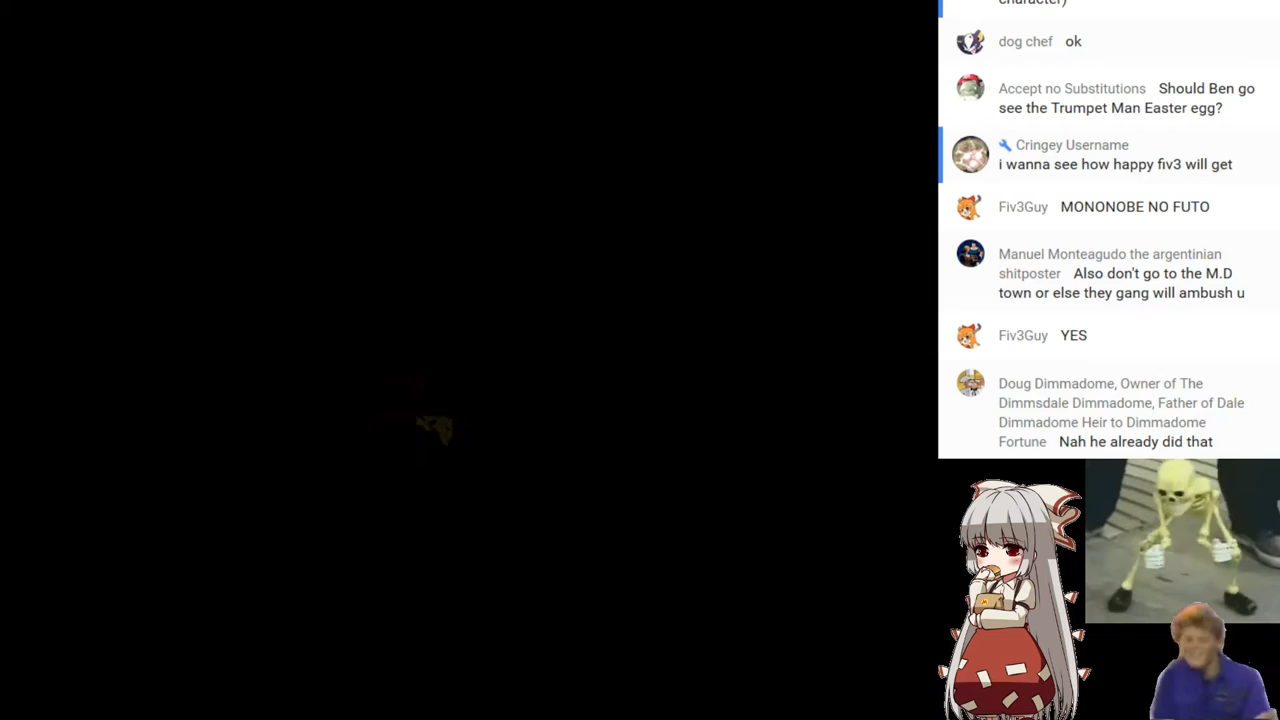 character)
dog chef ok
Accept no Substitutions Should Ben go
see the Trumpet Man Easter egg?
Cringey Username
i wanna see how happy fiv3 will get
Fiv3Guy MONONOBE NO FUTO
Manuel Monteagudo the argentinian
shitposter Also don't go to the M.D
town or else they gang will ambush u
Fiv3Guy YES
Doug Dimmadome, Owner of The
Dimmsdale Dimmadome, Father of Dale
Dimmadome Heir to Dimmadome
Fortune Nah he already did that